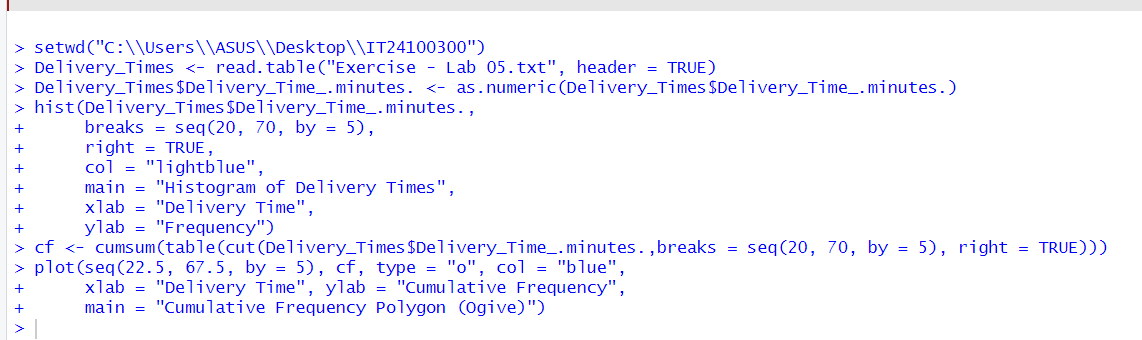 > setwd("C:\\Users\\ASUS\\Desktop\\IT24100300")
> Delivery_Times <- read.table("Exercise - Lab 05.txt", header = TRUE)
> Delivery_Times$Delivery_Time_.minutes. <- as.numeric(Delivery_Times$Delivery_Time_.minutes.)
> hist(Delivery_Times$Delivery_Time_.minutes.,
+      breaks = seq(20, 70, by = 5),
+      right = TRUE,
+      col = "lightblue",
+      main = "Histogram of Delivery Times",
+      xlab = "Delivery Time",
+      ylab = "Frequency")
> cf <- cumsum(table(cut(Delivery_Times$Delivery_Time_.minutes.,breaks = seq(20, 70, by = 5), right = TRUE)))
> plot(seq(22.5, 67.5, by = 5), cf, type = "o", col = "blue",
+      xlab = "Delivery Time", ylab = "Cumulative Frequency",
+      main = "Cumulative Frequency Polygon (Ogive)")
>